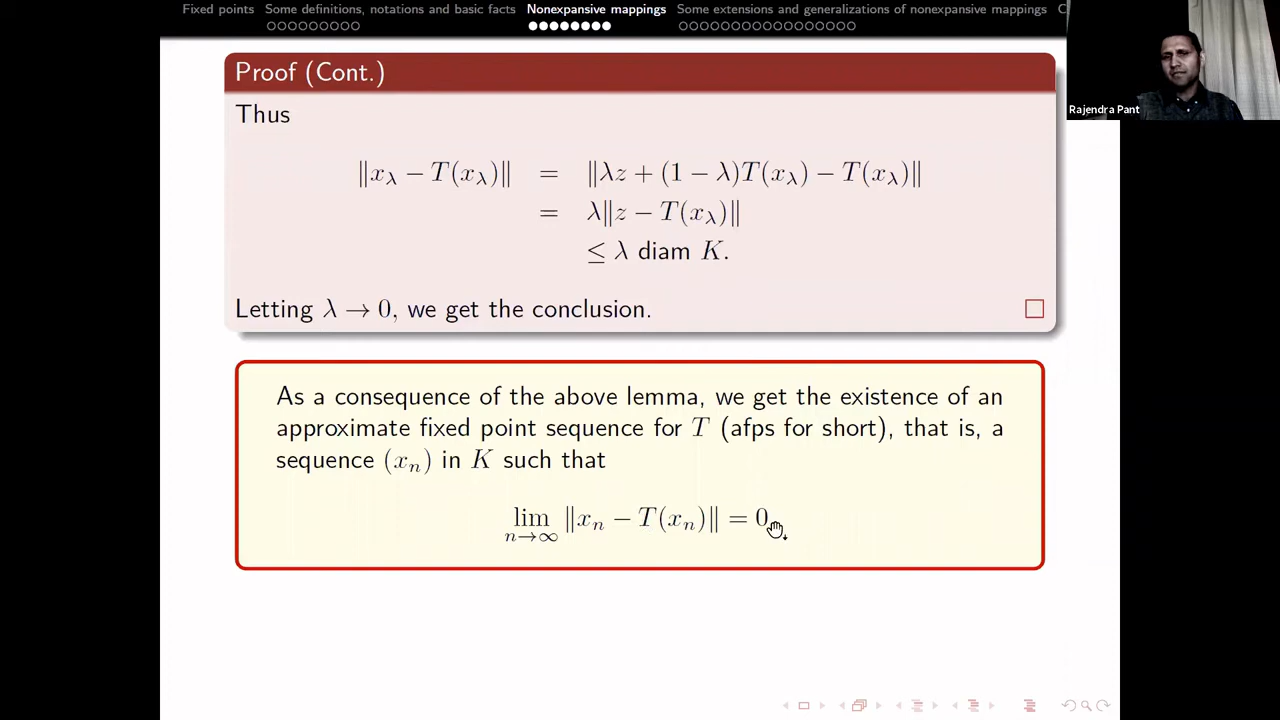 Fixed points Some definitions, notations and basic facts Nonexpansive mappings Some extensions and generalizations of nonexpansive mappings C
Rajendra Pant
Proof (Cont.)
Thus
‖x_λ − T(x_λ)‖ = ‖λz + (1 − λ)T(x_λ) − T(x_λ)‖
= λ‖z − T(x_λ)‖
≤ λ diam K.
Letting λ → 0, we get the conclusion.
As a consequence of the above lemma, we get the existence of an
approximate fixed point sequence for T (afps for short), that is, a
sequence (x_n) in K such that
lim_{n→∞} ‖x_n − T(x_n)‖ = 0